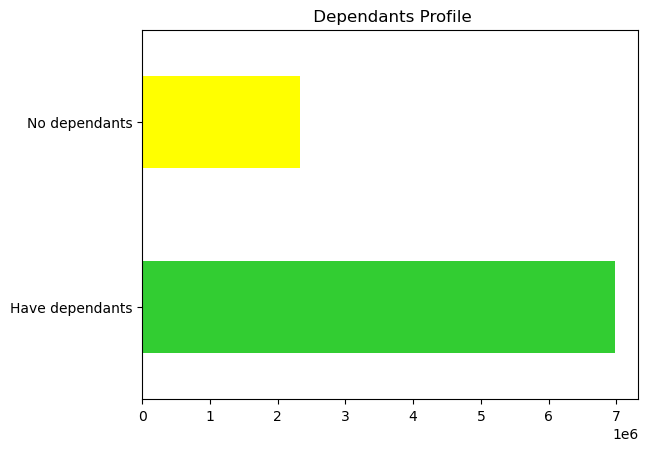 Dependants Profile
No dependants
Have dependants
0 1 2 3 4 5 6 7
1e6